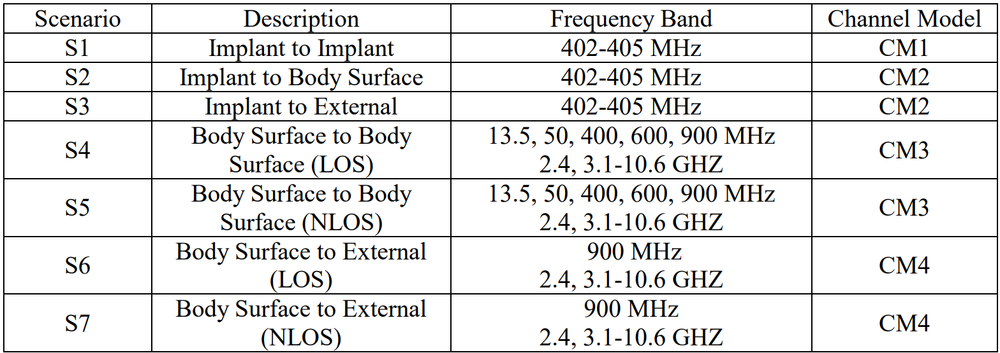 Scenario Description Frequency Band Channel Model
S1 Implant to Implant 402-405 MHz CM1
S2 Implant to Body Surface 402-405 MHz CM2
S3 Implant to External 402-405 MHz CM2
S4 Body Surface to Body Surface (LOS) 13.5, 50, 400, 600, 900 MHz 2.4, 3.1-10.6 GHZ CM3
S5 Body Surface to Body Surface (NLOS) 13.5, 50, 400, 600, 900 MHz 2.4, 3.1-10.6 GHZ CM3
S6 Body Surface to External (LOS) 900 MHz 2.4, 3.1-10.6 GHZ CM4
S7 Body Surface to External (NLOS) 900 MHz 2.4, 3.1-10.6 GHZ CM4